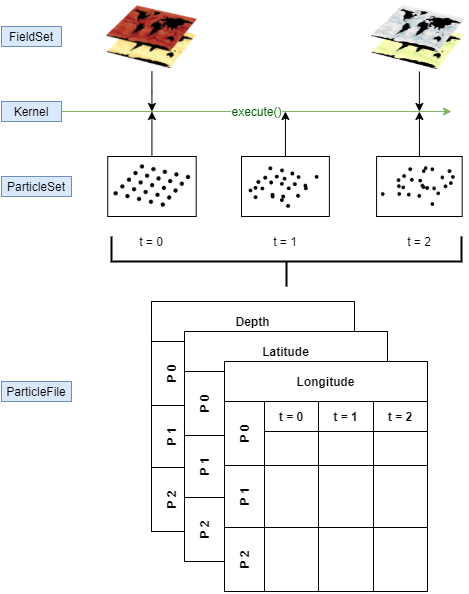 FieldSet
Kernel
execute()
ParticleSet
t = 0
t = 1
t = 2
Depth
P 0
P 1
P 2
Latitude
P 0
P 1
P 2
ParticleFile
Longitude
t = 0
t = 1
t = 2
P 0
P 1
P 2